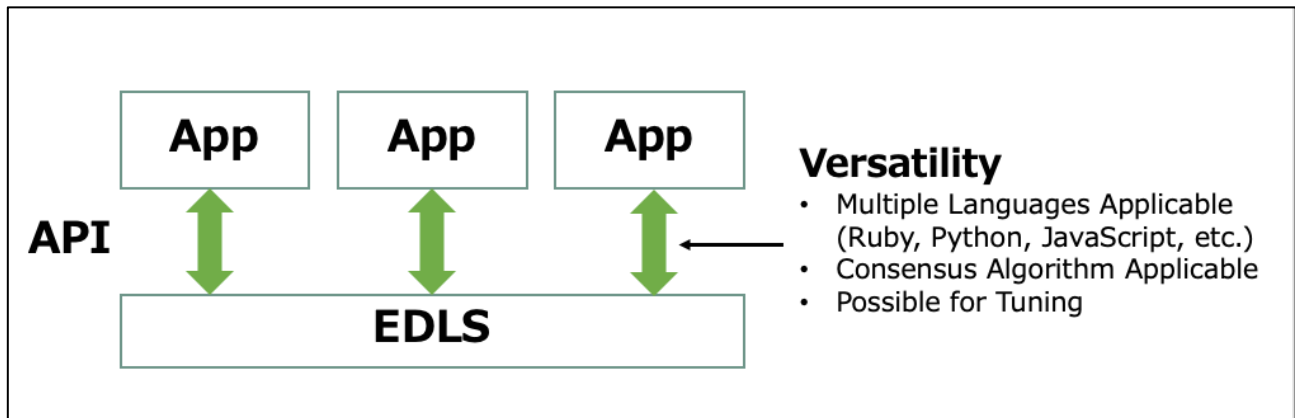 App
App
App
API
EDLS
Versatility
• Multiple Languages Applicable
(Ruby, Python, JavaScript, etc.)
• Consensus Algorithm Applicable
• Possible for Tuning